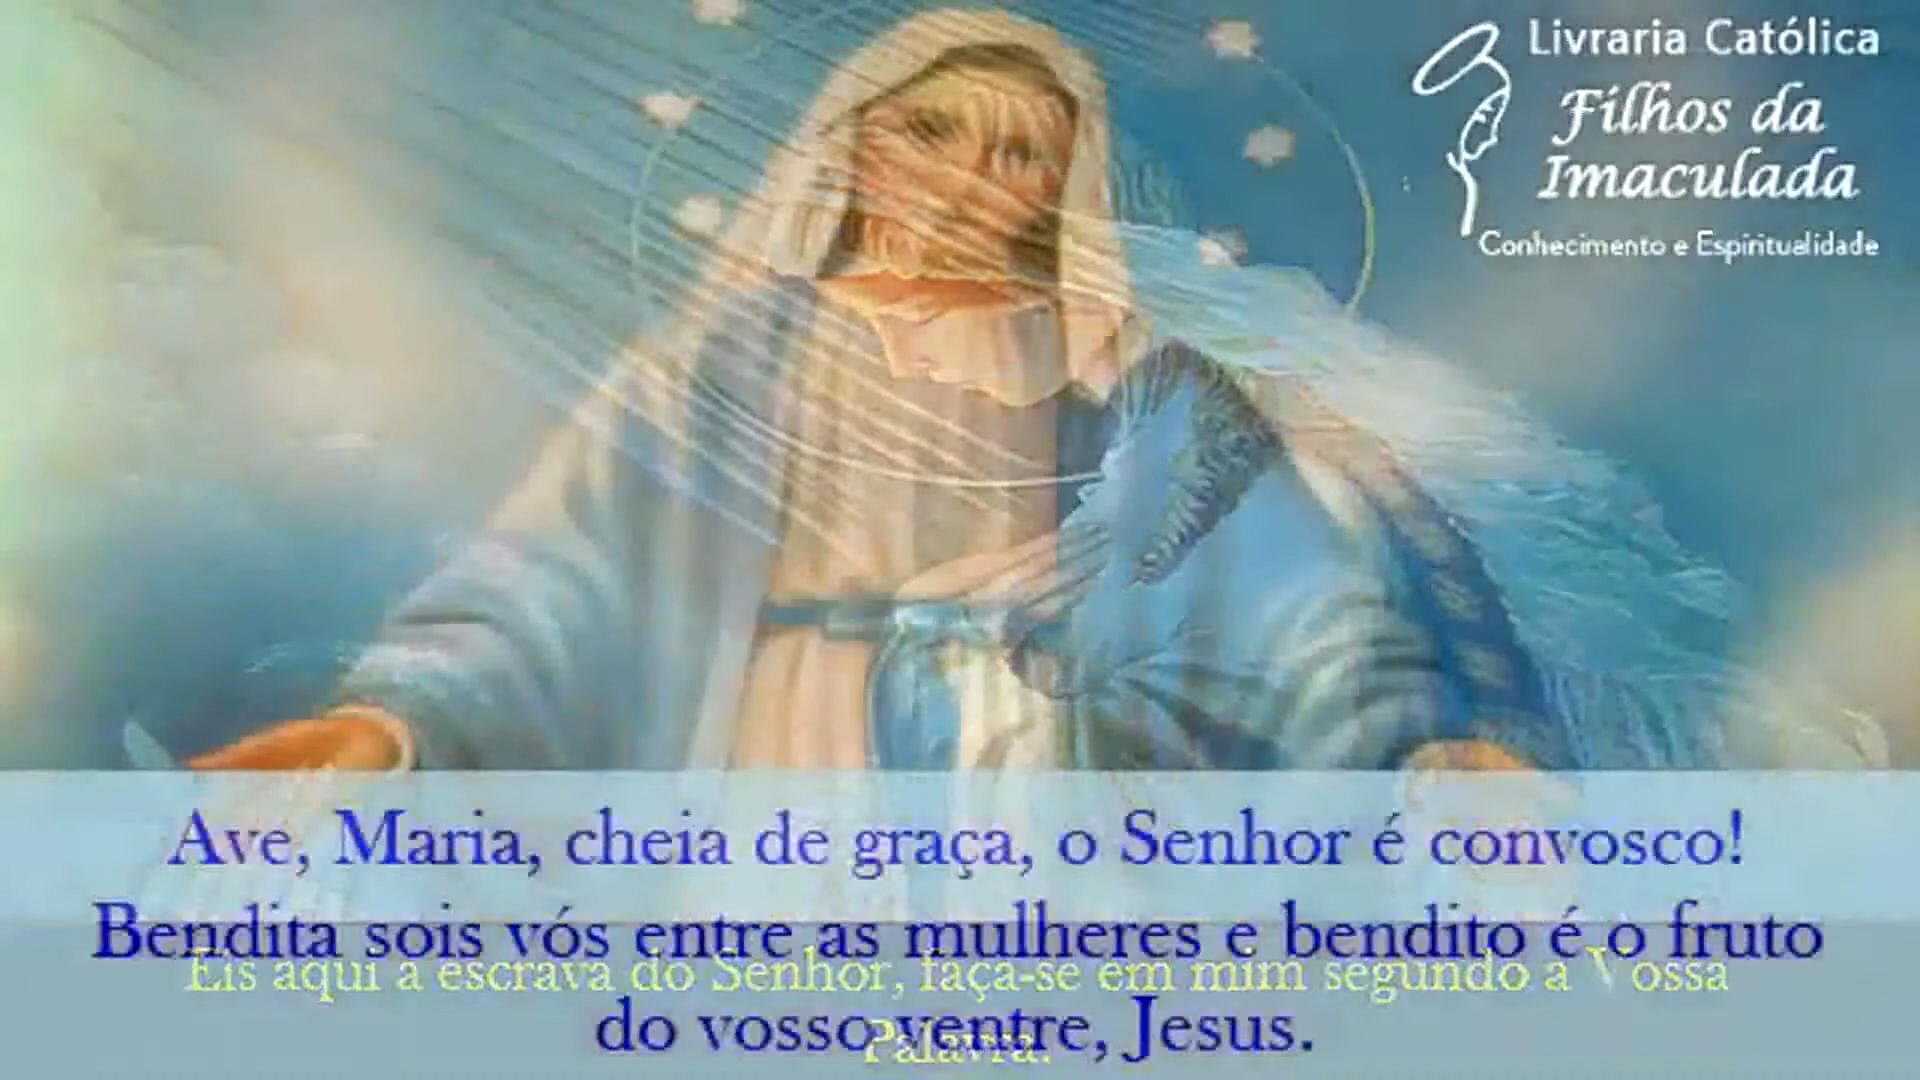 Livraria Católica
Filhos da
Imaculada
Conhecimento e Espiritualidade
Ave, Maria, cheia de graça, o Senhor é convosco!
Bendita sois vós entre as mulheres e bendito é o fruto
Eis aqui a escrava do Senhor, faça-se em mim segundo a Vossa
do vosso ventre, Jesus.
Palavra.